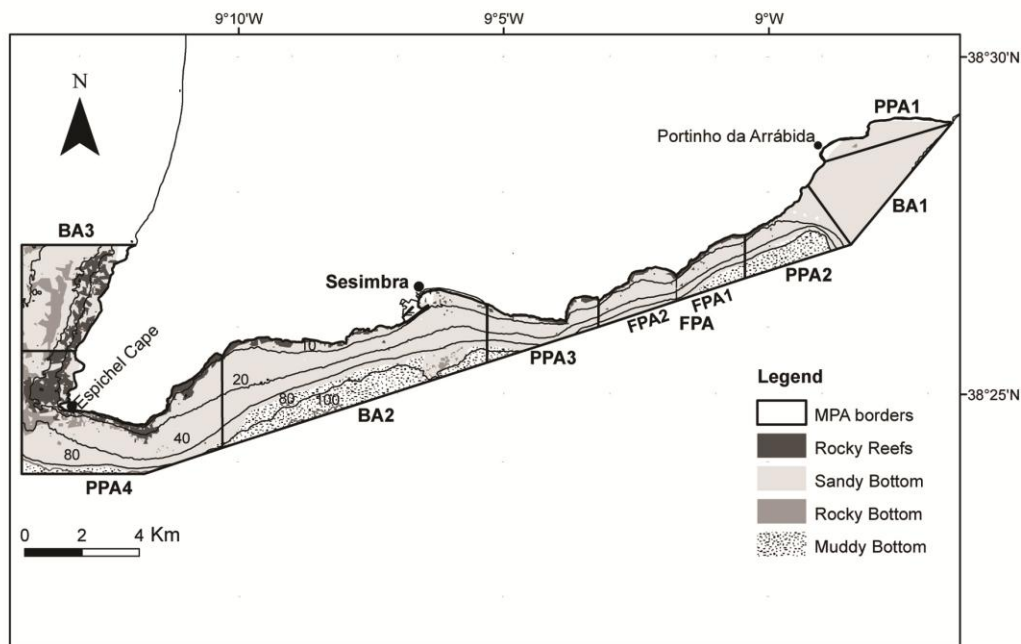 9°10'W
9°5'W
9°W
38°30'N
N
PPA1
Portinho da Arrábida
BA3
BA1
Sesimbra
PPA2
FPA1
FPA2
FPA
PPA3
Espichel Cape
10
20
38°25'N
80
100
BA2
40
80
PPA4
Legend
MPA borders
Rocky Reefs
Sandy Bottom
Rocky Bottom
Muddy Bottom
0 2 4 Km